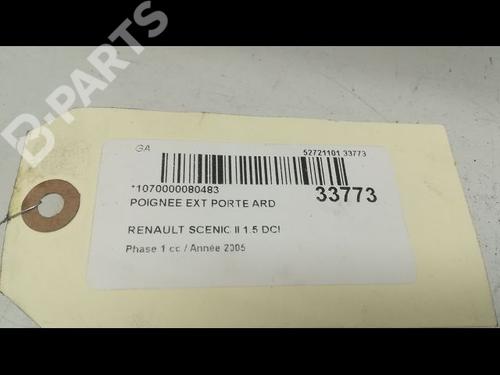 D-PARTS
GA
52721101 33773
*1070000080483
33773
POIGNEE EXT PORTE ARD
RENAULT SCENIC II 1.5 DCI
Phase 1 cc / Année 2005